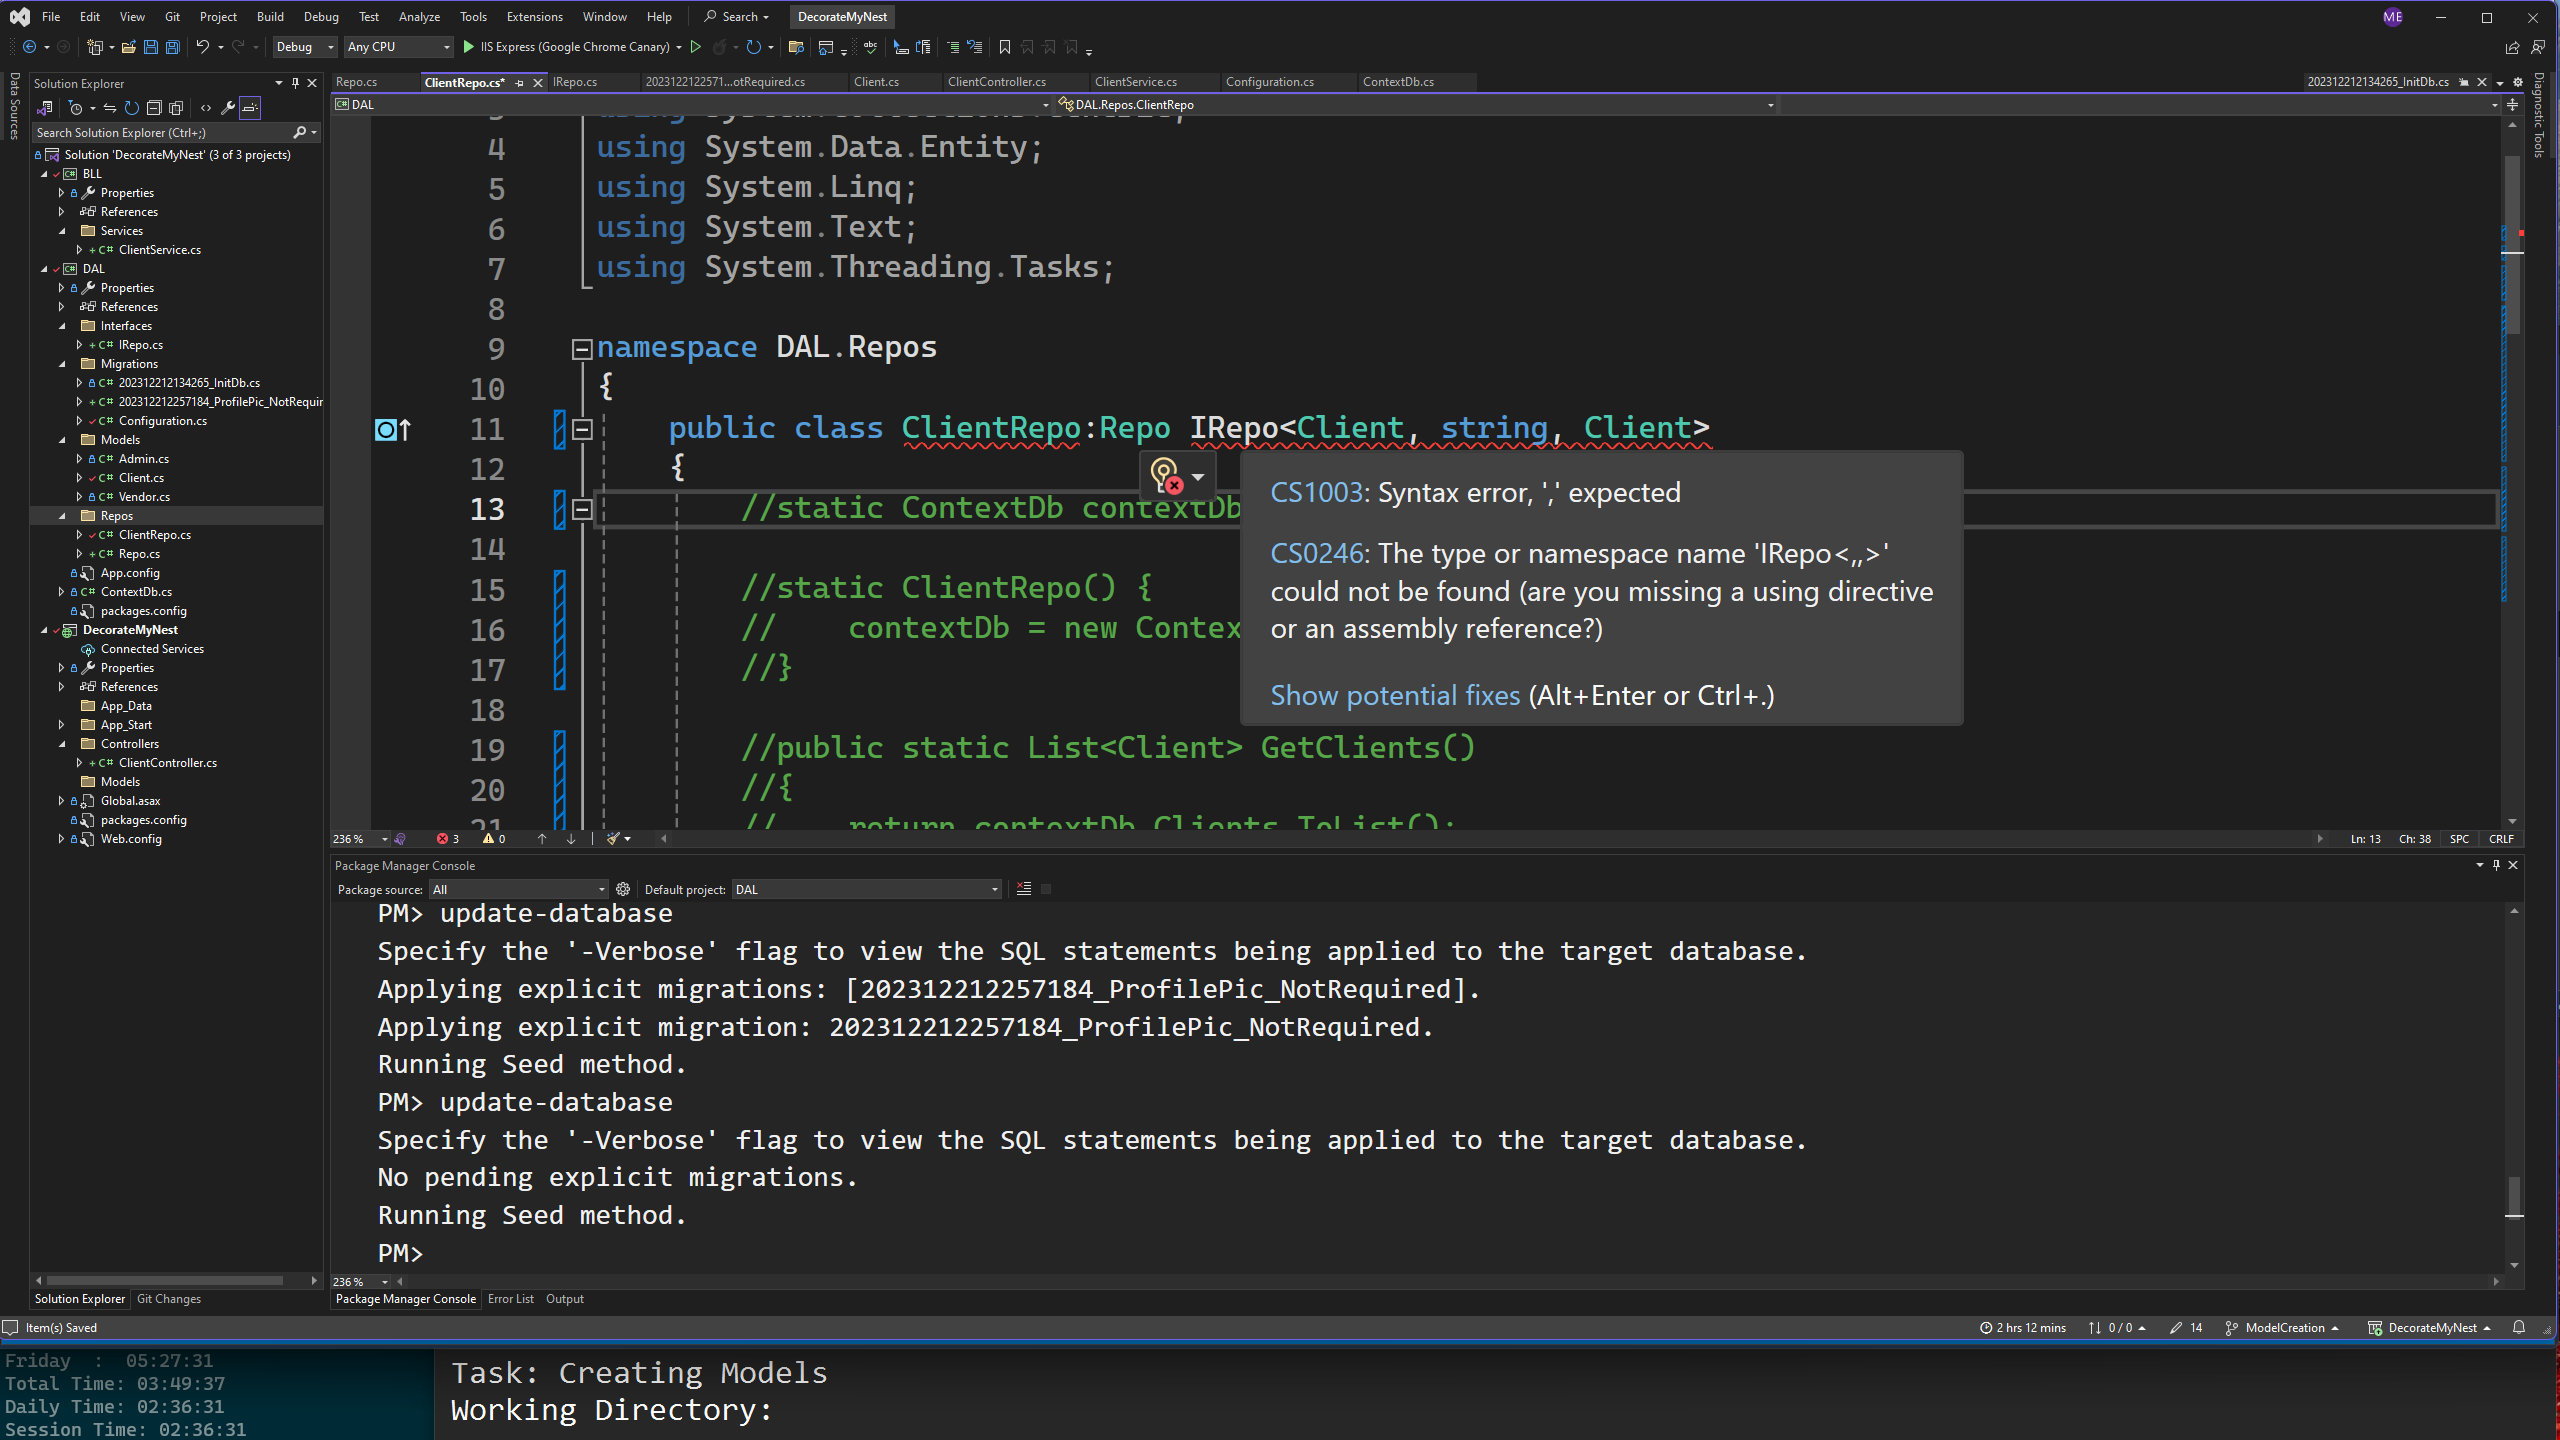 File Edit View Git Project Build Debug Test Analyze Tools Extensions Window Help Search DecorateMyNest ME
Debug Any CPU IIS Express (Google Chrome Canary)
Data Sources
Solution Explorer
Search Solution Explorer (Ctrl+;)
Solution 'DecorateMyNest' (3 of 3 projects)
BLL
Properties
References
Services
ClientService.cs
DAL
Properties
References
Interfaces
IRepo.cs
Migrations
202312212134265_InitDb.cs
202312212257184_ProfilePic_NotRequir
Configuration.cs
Models
Admin.cs
Client.cs
Vendor.cs
Repos
ClientRepo.cs
Repo.cs
App.config
ContextDb.cs
packages.config
DecorateMyNest
Connected Services
Properties
References
App_Data
App_Start
Controllers
ClientController.cs
Models
Global.asax
packages.config
Web.config
Solution Explorer Git Changes
Repo.cs ClientRepo.cs* IRepo.cs 2023122122571...otRequired.cs Client.cs ClientController.cs ClientService.cs Configuration.cs ContextDb.cs 202312212134265_InitDb.cs
DAL DAL.Repos.ClientRepo
4 using System.Data.Entity;
5 using System.Linq;
6 using System.Text;
7 using System.Threading.Tasks;
8
9 namespace DAL.Repos
10 {
11 public class ClientRepo:Repo IRepo<Client, string, Client>
12 {
13 //static ContextDb contextDb
14
15 //static ClientRepo() {
16 // contextDb = new Contex
17 //}
18
19 //public static List<Client> GetClients()
20 //{
21 // return contextDb.Clients.ToList();
CS1003: Syntax error, ',' expected
CS0246: The type or namespace name 'IRepo<,,>'
could not be found (are you missing a using directive
or an assembly reference?)
Show potential fixes (Alt+Enter or Ctrl+.)
236 % 3 0 Ln: 13 Ch: 38 SPC CRLF
Diagnostic Tools
Package Manager Console
Package source: All Default project: DAL
PM> update-database
Specify the '-Verbose' flag to view the SQL statements being applied to the target database.
Applying explicit migrations: [202312212257184_ProfilePic_NotRequired].
Applying explicit migration: 202312212257184_ProfilePic_NotRequired.
Running Seed method.
PM> update-database
Specify the '-Verbose' flag to view the SQL statements being applied to the target database.
No pending explicit migrations.
Running Seed method.
PM>
236 %
Package Manager Console Error List Output
Item(s) Saved 2 hrs 12 mins 0 / 0 14 ModelCreation DecorateMyNest
Friday : 05:27:31
Total Time: 03:49:37
Daily Time: 02:36:31
Session Time: 02:36:31
Task: Creating Models
Working Directory: